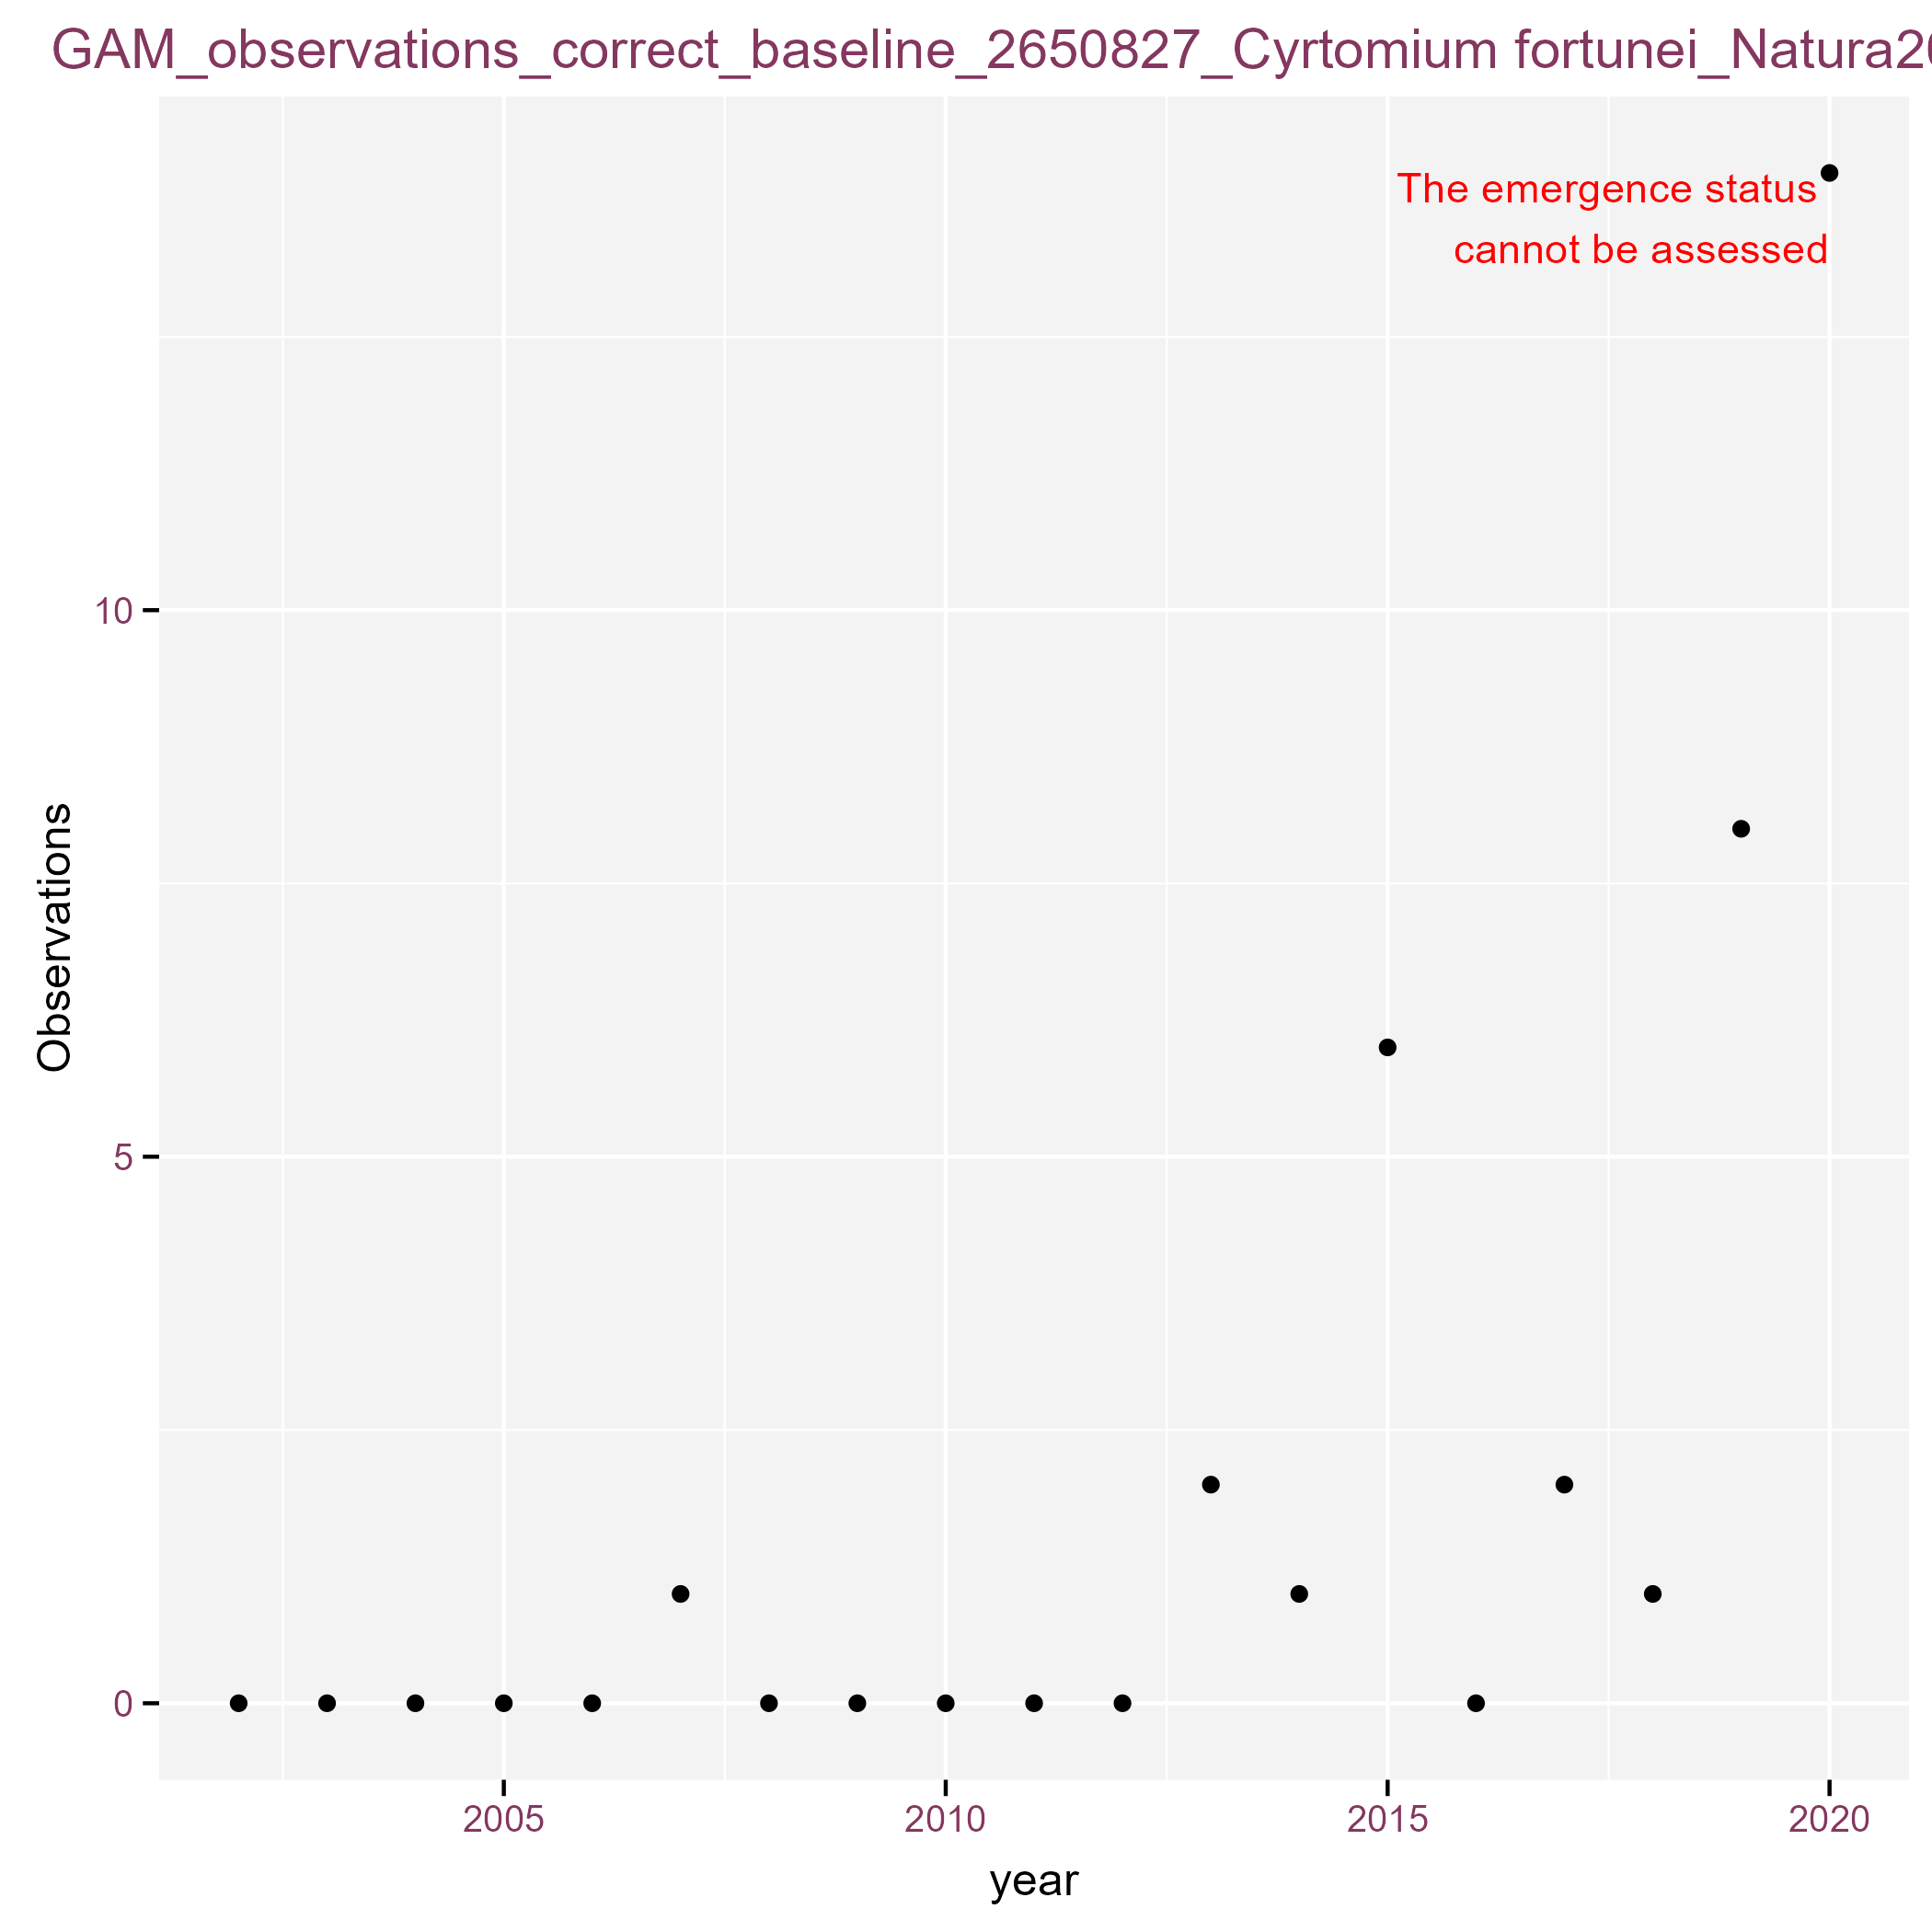 GAM_observations_correct_baseline_2650827_Cyrtomium fortunei_Natura20
The emergence status
cannot be assessed
10
5
0
Observations
2005
2010
2015
2020
year